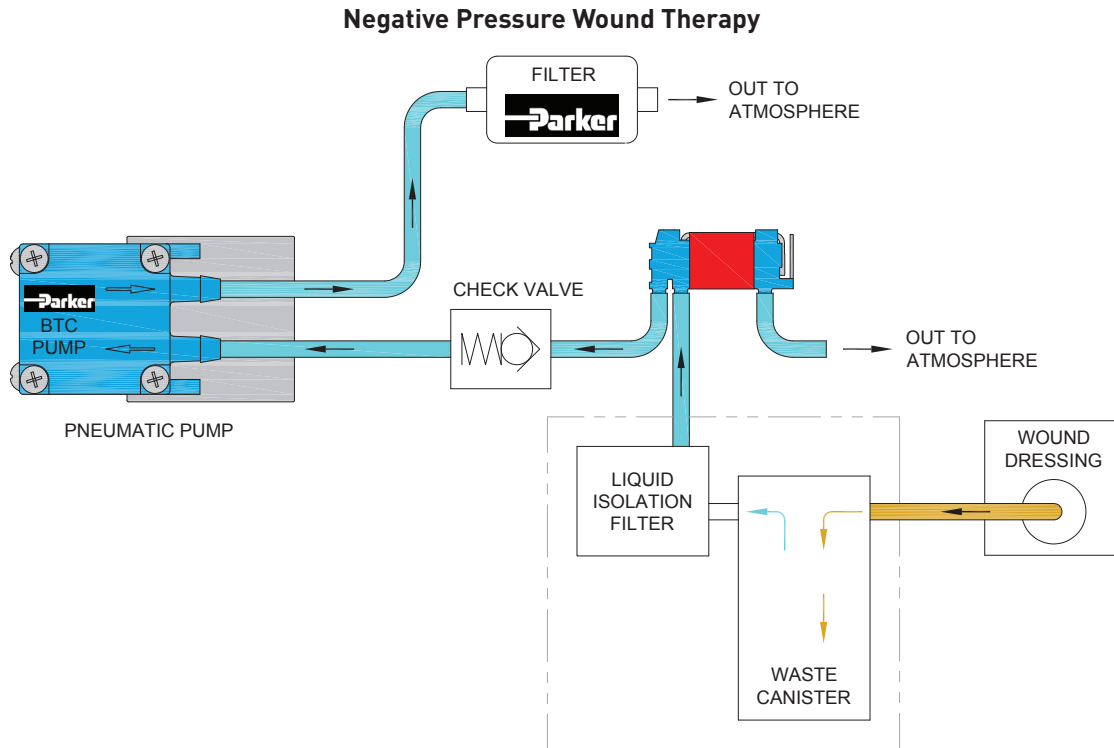 Negative Pressure Wound Therapy
FILTER
Parker
OUT TO
ATMOSPHERE
Parker
BTC
PUMP
CHECK VALVE
OUT TO
ATMOSPHERE
PNEUMATIC PUMP
LIQUID
ISOLATION
FILTER
WOUND
DRESSING
WASTE
CANISTER